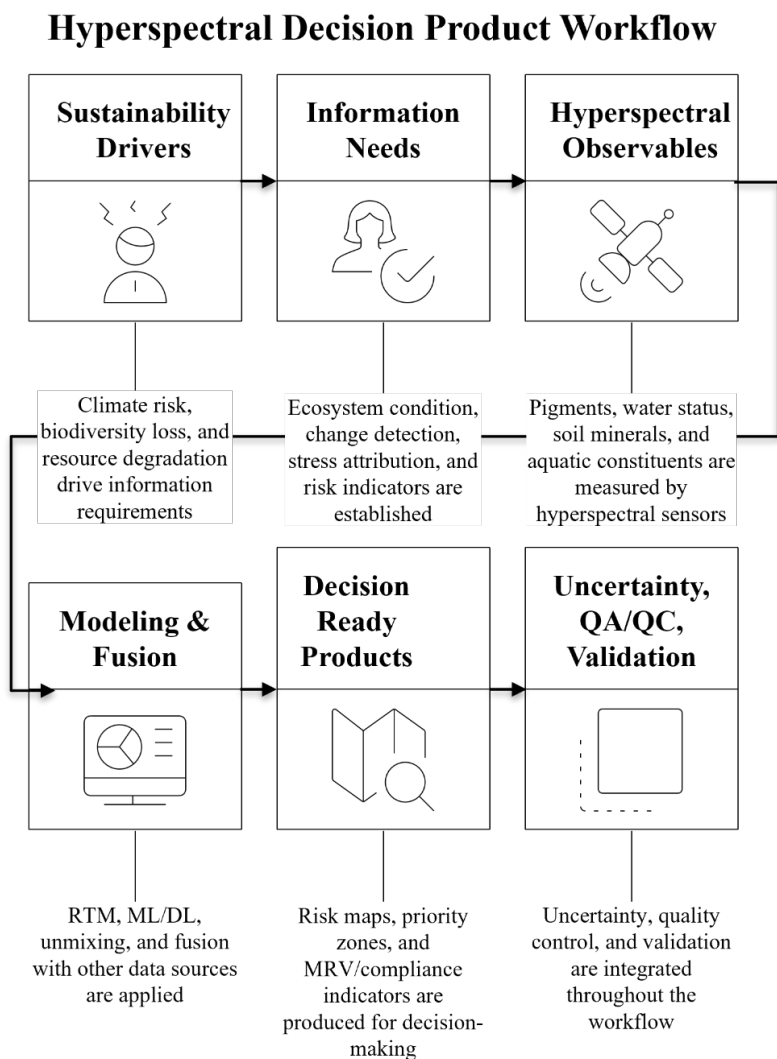 Hyperspectral Decision Product Workflow
Sustainability
Drivers
Information
Needs
Hyperspectral
Observables
Climate risk,
biodiversity loss, and
resource degradation
drive information
requirements
Ecosystem condition,
change detection,
stress attribution, and
risk indicators are
established
Pigments, water status,
soil minerals, and
aquatic constituents are
measured by
hyperspectral sensors
Modeling &
Fusion
Decision
Ready
Products
Uncertainty,
QA/QC,
Validation
RTM, ML/DL,
unmixing, and fusion
with other data sources
are applied
Risk maps, priority
zones, and
MRV/compliance
indicators are
produced for decision-
making
Uncertainty, quality
control, and validation
are integrated
throughout the
workflow